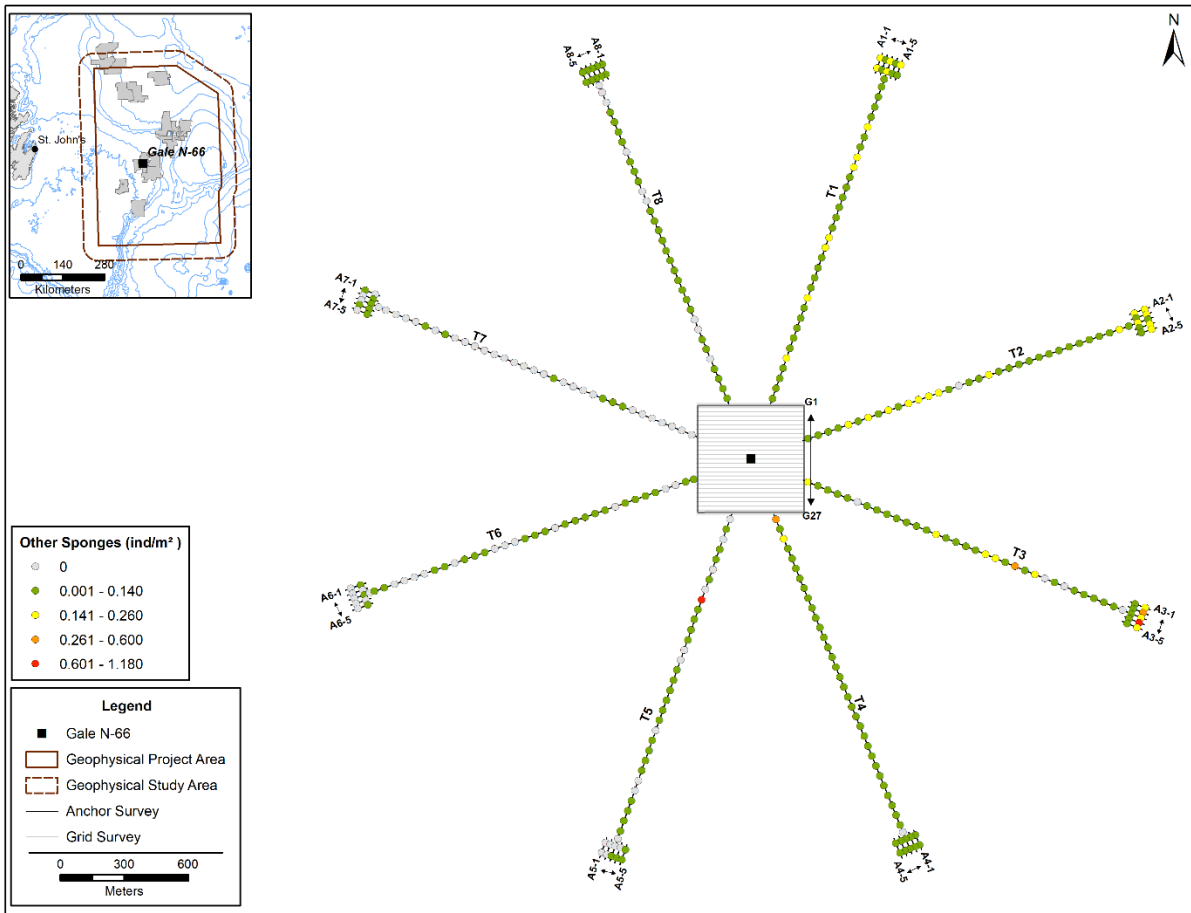 St. John's
Gale N-66
0 140 280
Kilometers
N
A8-1
A8-5
A1-1
A1-5
A7-1
A7-5
A2-1
A2-5
T8
T1
T7
T2
G1
G27
T6
T3
A6-1
A6-5
A3-1
A3-5
T5
T4
A5-1
A5-5
A4-1
A4-5
Other Sponges (ind/m²)
0
0.001 - 0.140
0.141 - 0.260
0.261 - 0.600
0.601 - 1.180
Legend
Gale N-66
Geophysical Project Area
Geophysical Study Area
Anchor Survey
Grid Survey
0 300 600
Meters